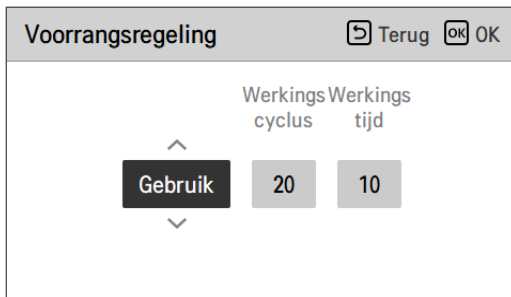 Voorrangsregeling Terug OK OK
Werkings Werkings
cyclus tijd
Gebruik 20 10